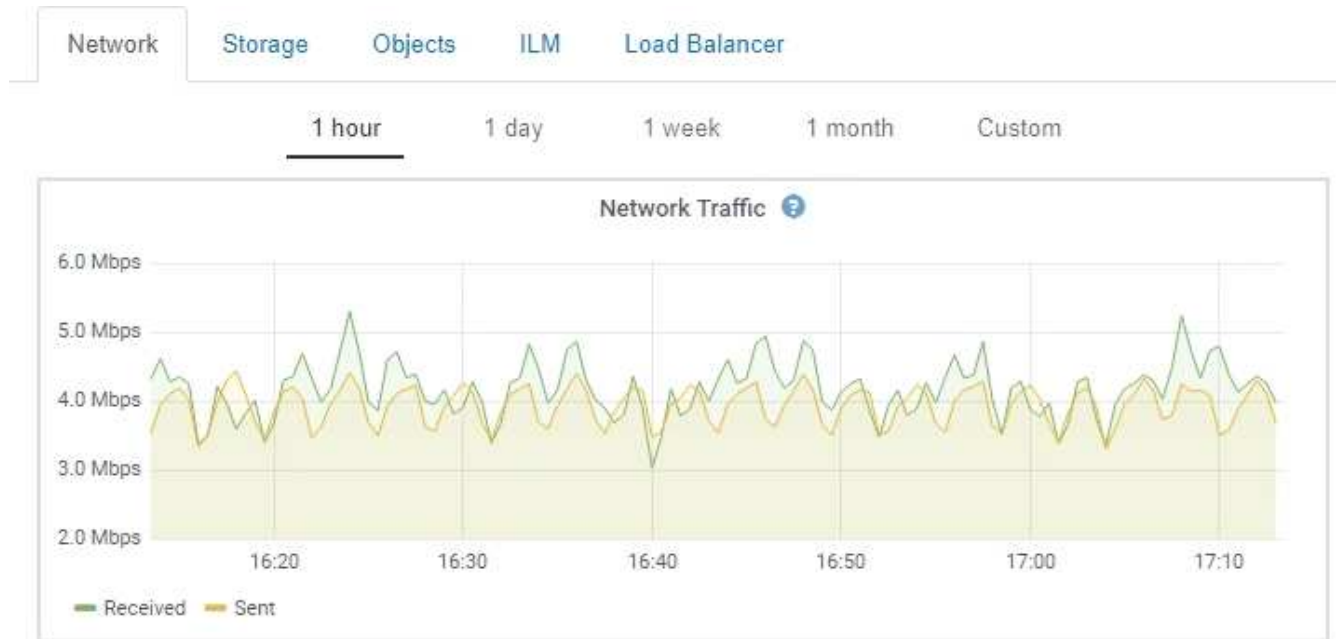 Network Storage Objects ILM Load Balancer
1 hour 1 day 1 week 1 month Custom
Network Traffic ?
6.0 Mbps
5.0 Mbps
4.0 Mbps
3.0 Mbps
2.0 Mbps
16:20 16:30 16:40 16:50 17:00 17:10
Received Sent